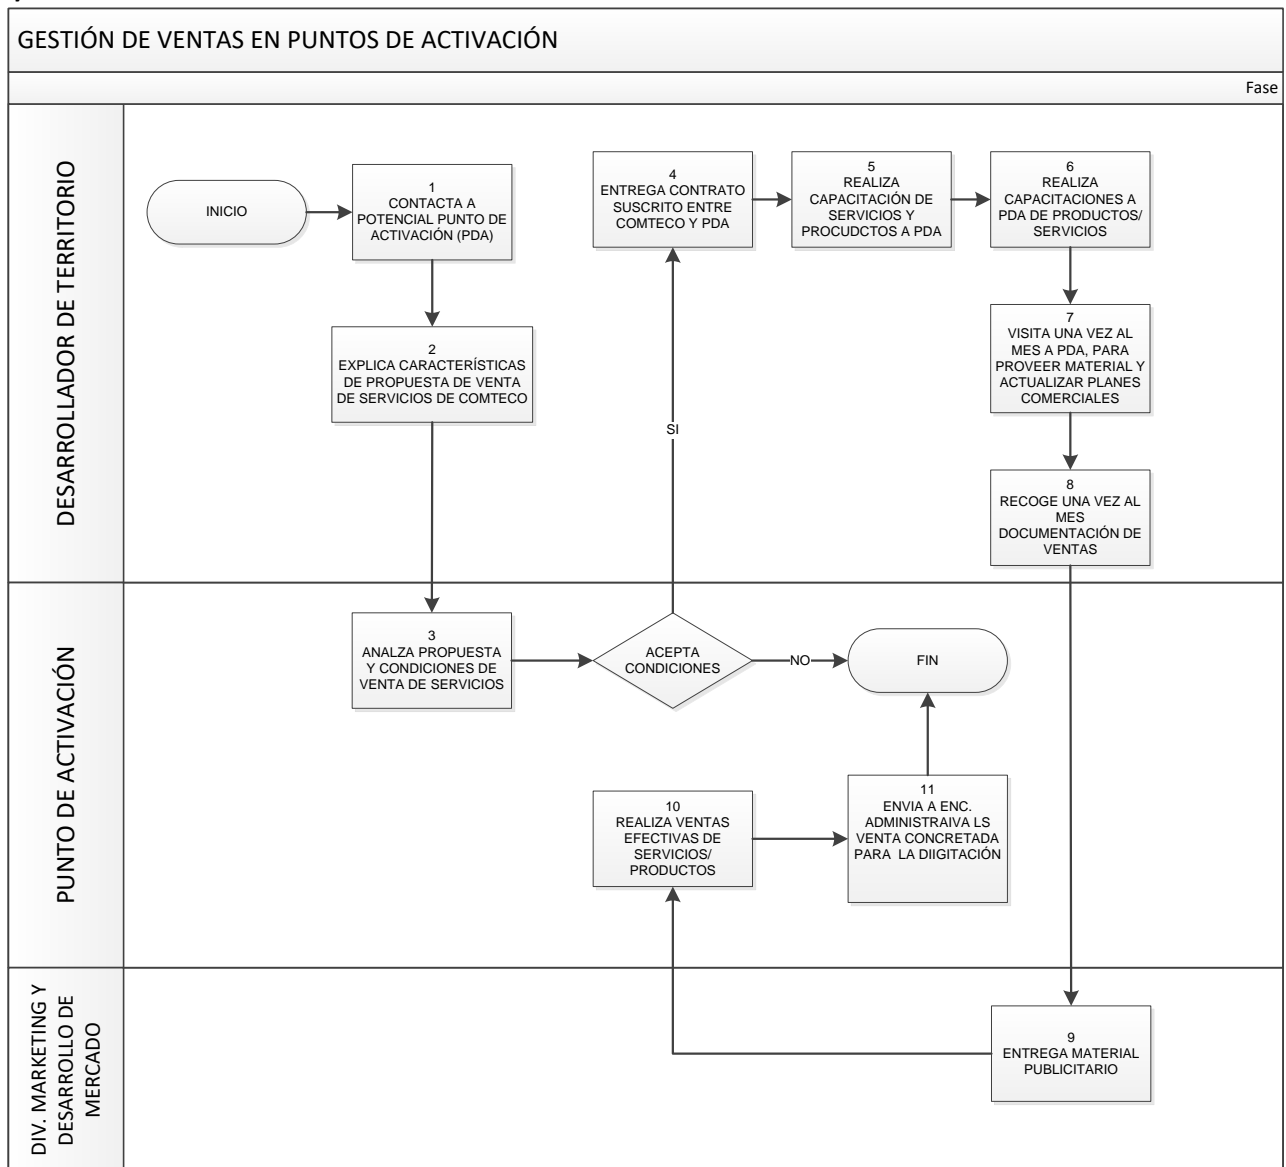 GESTIÓN DE VENTAS EN PUNTOS DE ACTIVACIÓN
Fase
DESARROLLADOR DE TERRITORIO
INICIO
1
CONTACTA A
POTENCIAL PUNTO DE
ACTIVACIÓN (PDA)
2
EXPLICA CARACTERÍSTICAS
DE PROPUESTA DE VENTA
DE SERVICIOS DE COMTECO
4
ENTREGA CONTRATO
SUSCRITO ENTRE
COMTECO Y PDA
5
REALIZA
CAPACITACIÓN DE
SERVICIOS Y
PROCUDCTOS A PDA
6
REALIZA
CAPACITACIONES A
PDA DE PRODUCTOS/
SERVICIOS
7
VISITA UNA VEZ AL
MES A PDA, PARA
PROVEER MATERIAL Y
ACTUALIZAR PLANES
COMERCIALES
8
RECOGE UNA VEZ AL
MES
DOCUMENTACIÓN DE
VENTAS
SI
PUNTO DE ACTIVACIÓN
3
ANALZA PROPUESTA
Y CONDICIONES DE
VENTA DE SERVICIOS
ACEPTA
CONDICIONES
NO
FIN
10
REALIZA VENTAS
EFECTIVAS DE
SERVICIOS/
PRODUCTOS
11
ENVIA A ENC.
ADMINISTRAIVA LS
VENTA CONCRETADA
PARA LA DIIGITACIÓN
DIV. MARKETING Y
DESARROLLO DE
MERCADO
9
ENTREGA MATERIAL
PUBLICITARIO